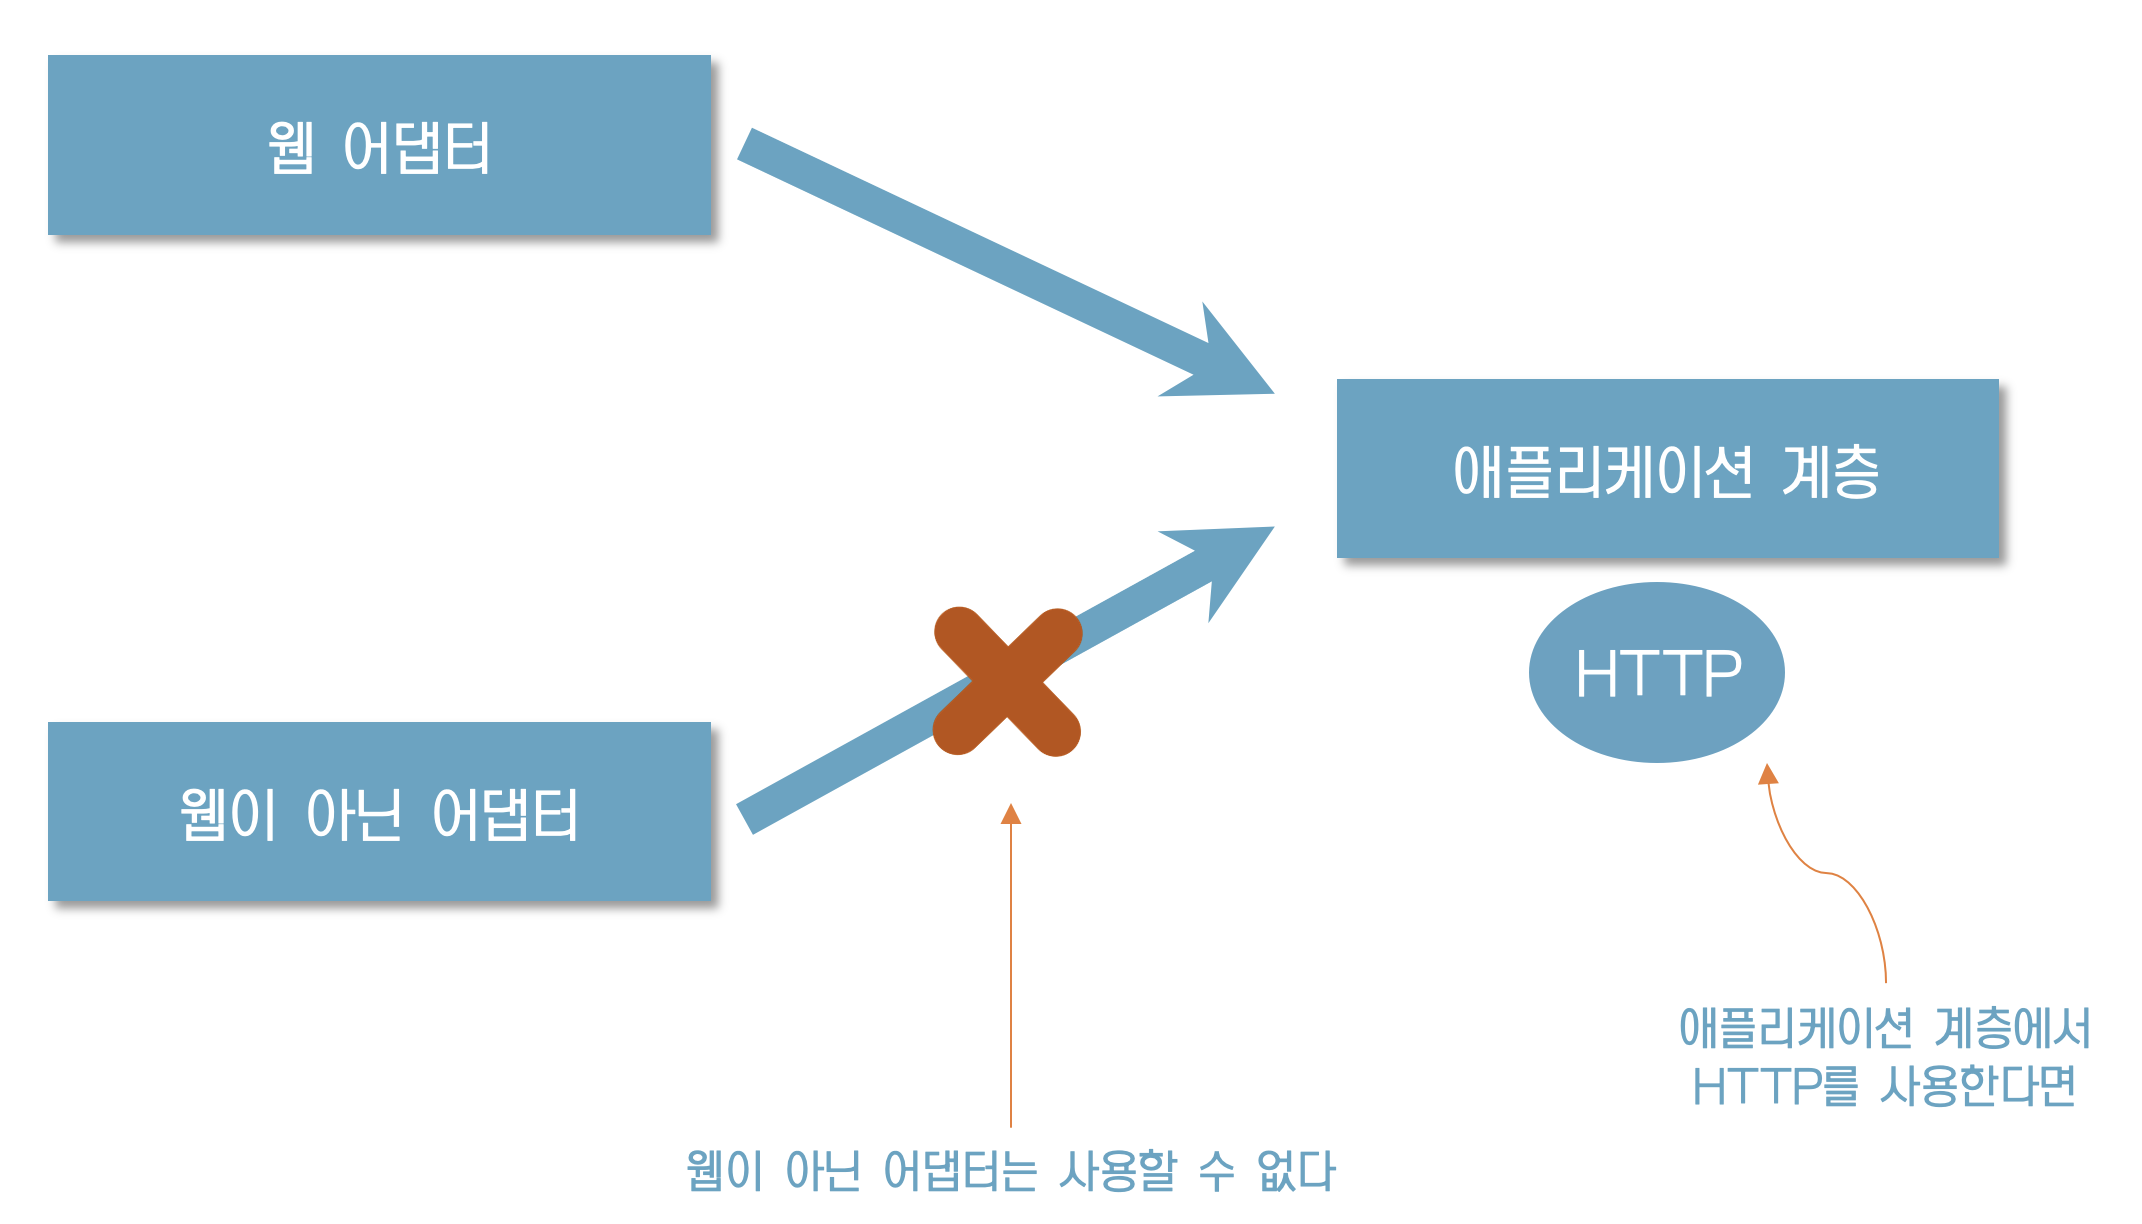 웹 어댑터
애플리케이션 계층
HTTP
웹이 아닌 어댑터
애플리케이션 계층에서
HTTP를 사용한다면
웹이 아닌 어댑터는 사용할 수 없다